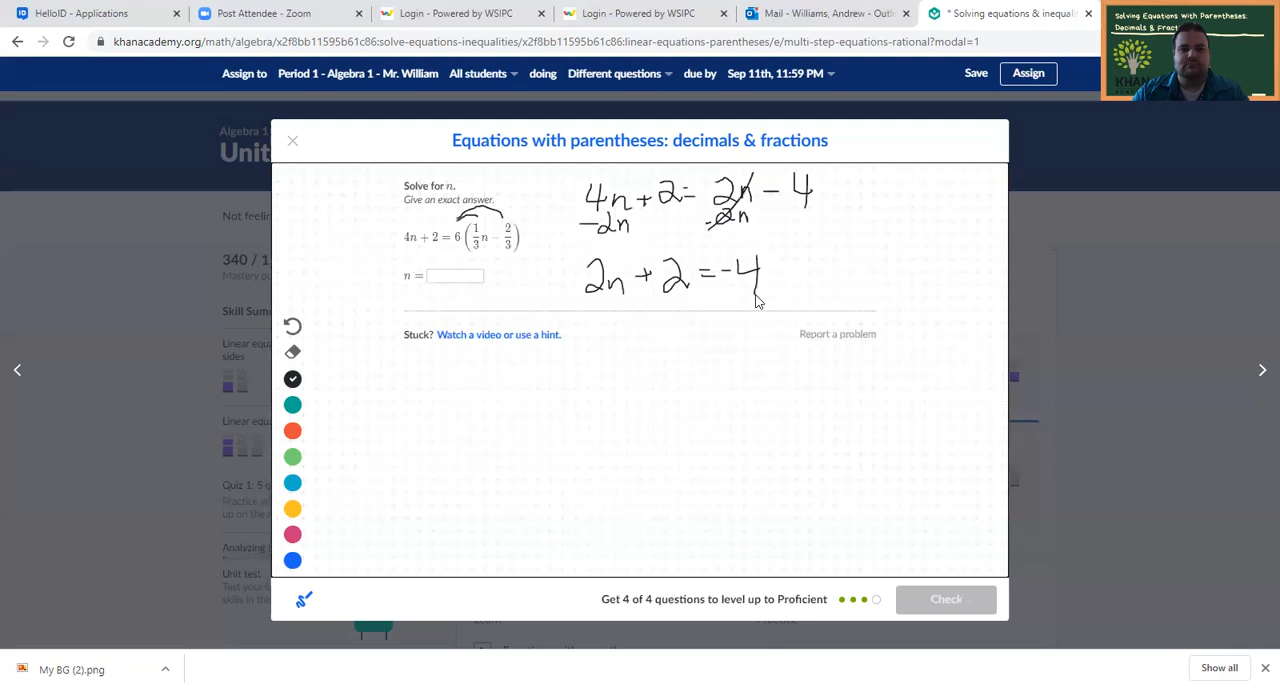 HelloID - Applications
Post Attendee - Zoom
Login - Powered by WSIPC
Login - Powered by WSIPC
Mail - Williams, Andrew - Outl
* Solving equations & inequali
khanacademy.org/math/algebra/x2f8bb11595b61c86:solve-equations-inequalities/x2f8bb11595b61c86:linear-equations-parentheses/e/multi-step-equations-rational?modal=1
Solving Equations with Parentheses:
Decimals & Fract
KHAN
Assign to Period 1 - Algebra 1 - Mr. William All students doing Different questions due by Sep 11th, 11:59 PM
Save
Assign
Algebra 1
Unit
Equations with parentheses: decimals & fractions
Solve for n.
Give an exact answer.
4n + 2 = 6(1/3 n − 2/3)
n =
4n + 2 = 2n − 4
−2n −2n
2n + 2 = −4
Stuck? Watch a video or use a hint.
Report a problem
Not feelin
340 / 1
Mastery po
Skill Sum
Linear equa
sides
Linear equa
Quiz 1: 5 q
Practice
up on the
Analyzing
Unit test
Test your
skills in this
Get 4 of 4 questions to level up to Proficient
Check
My BG (2).png
Show all